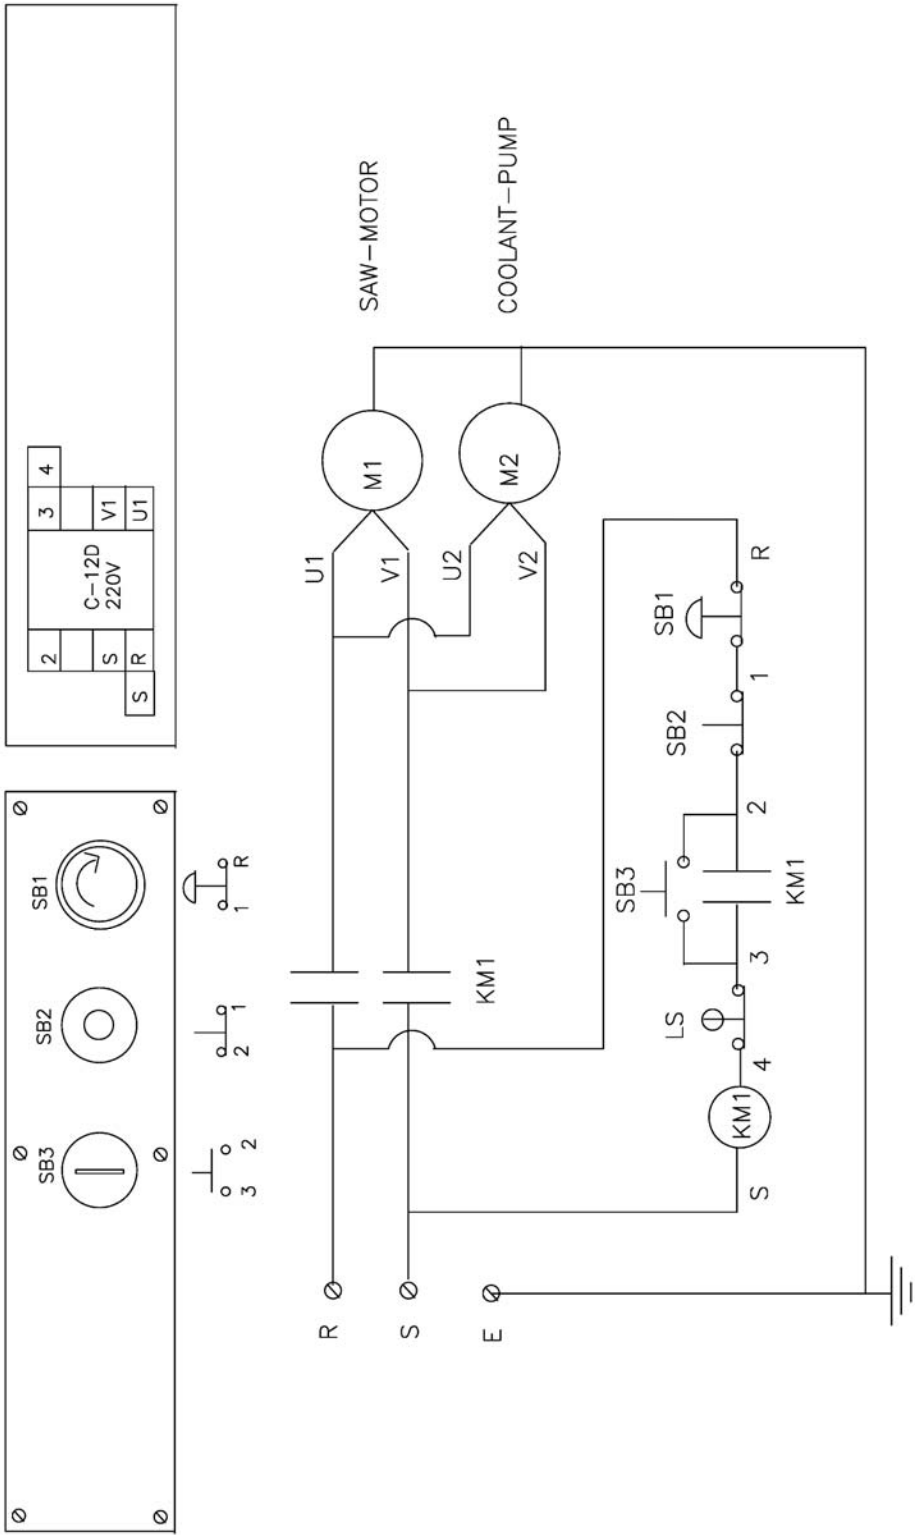 SB3
SB2
SB1
3 2
2 1
1 R
2
3
4
C-12D
220V
S
V1
S
R
U1
R
S
E
KM1
U1
V1
U2
V2
M1
M2
SAW-MOTOR
COOLANT-PUMP
S
KM1
4
LS
3
SB3
KM1
2
SB2
1
SB1
R